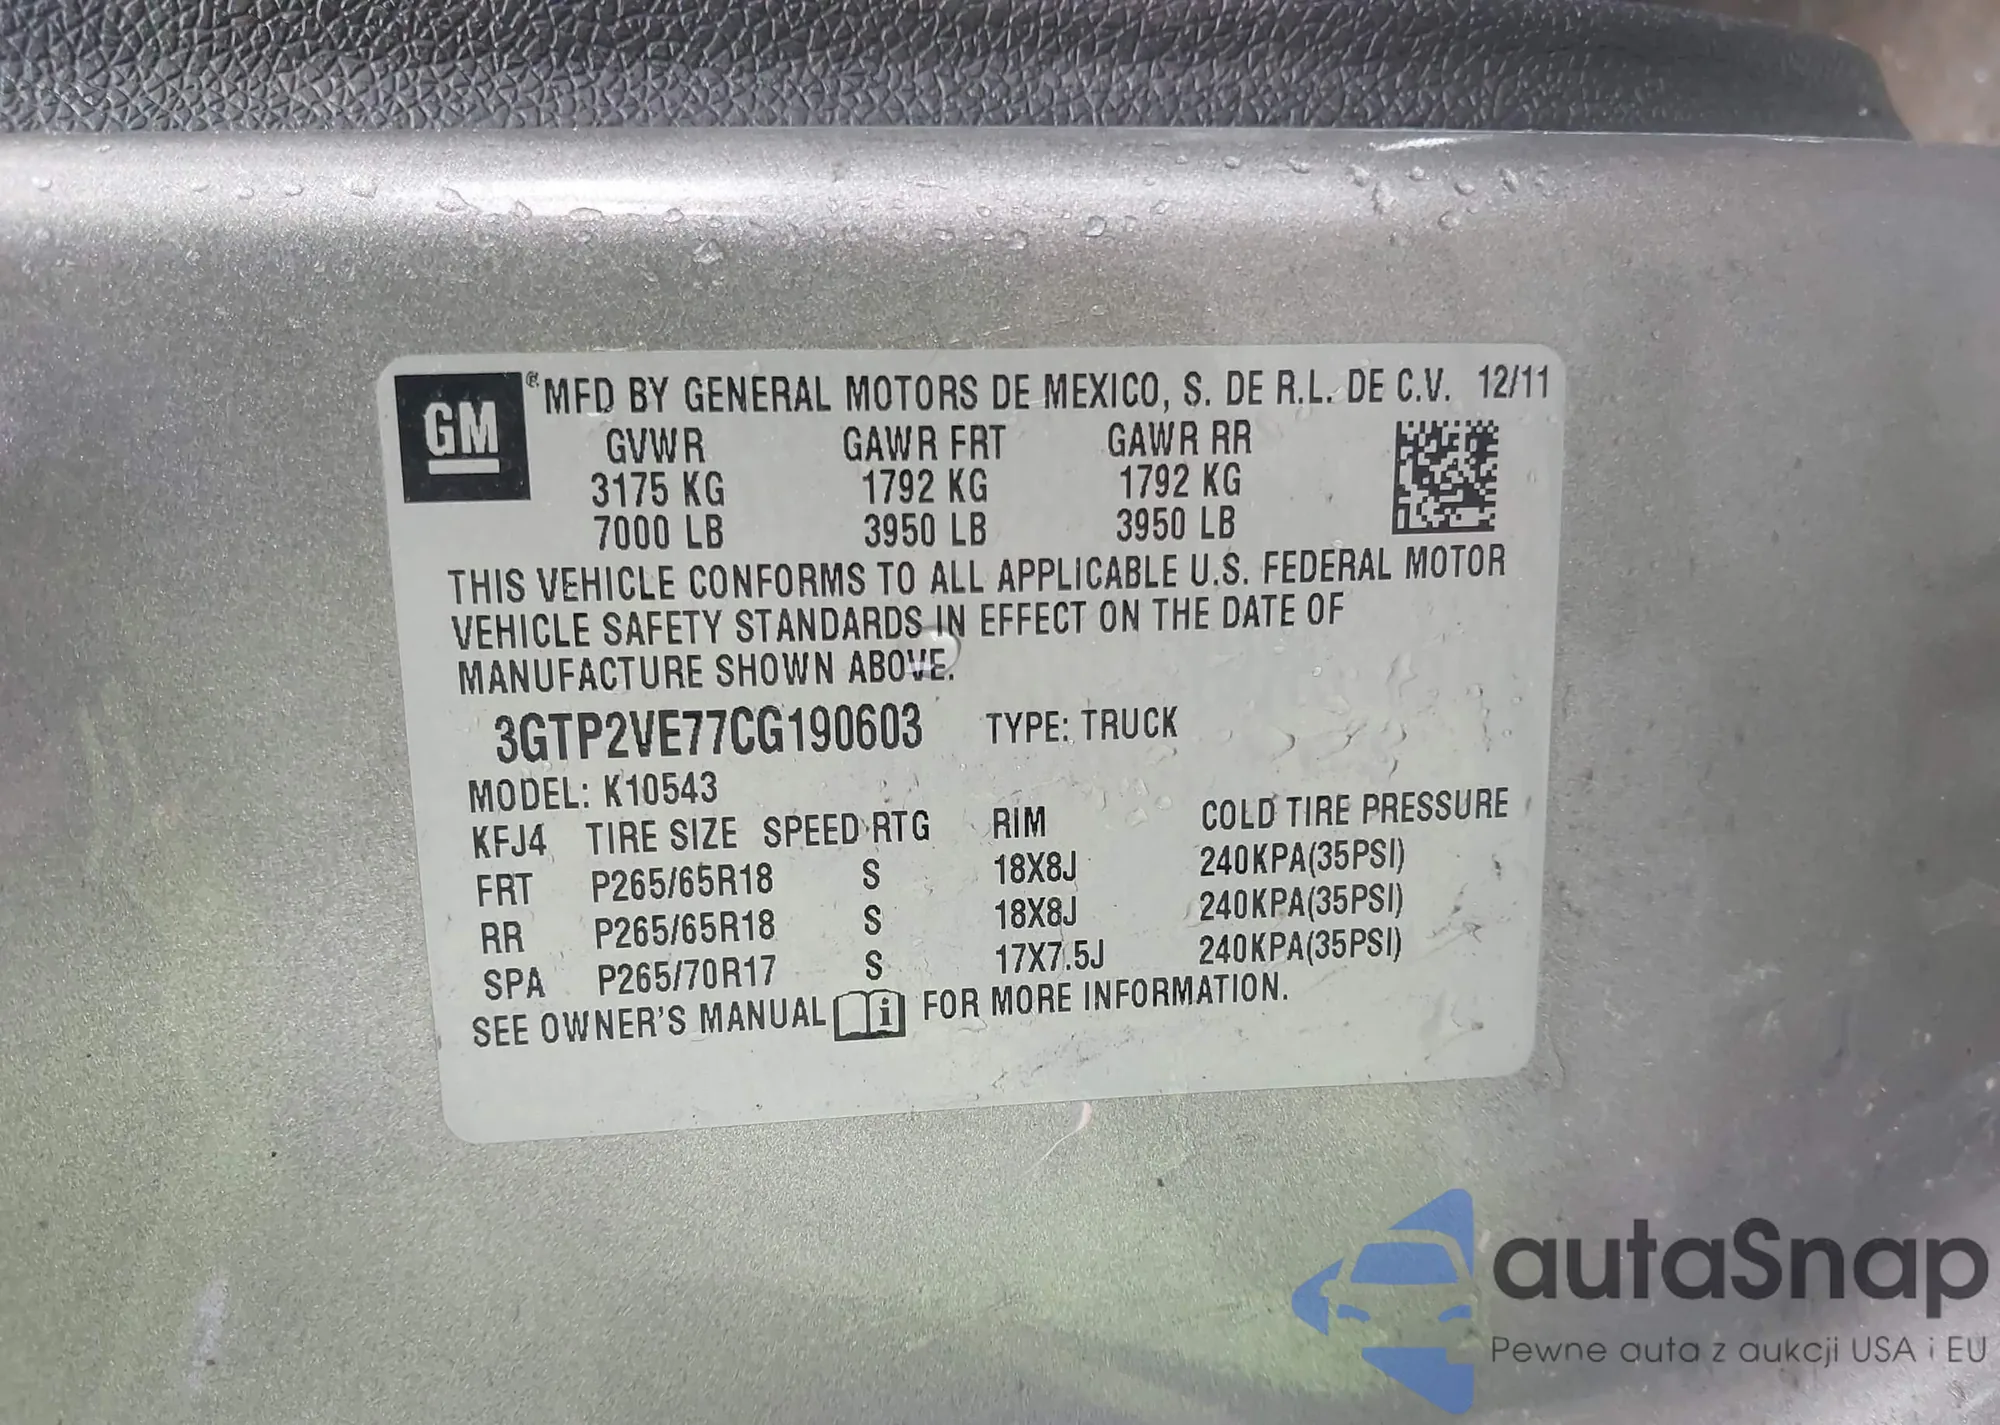 GM ® MFD BY GENERAL MOTORS DE MEXICO, S. DE R.L. DE C.V. 12/11
GVWR GAWR FRT GAWR RR
3175 KG 1792 KG 1792 KG
7000 LB 3950 LB 3950 LB
THIS VEHICLE CONFORMS TO ALL APPLICABLE U.S. FEDERAL MOTOR
VEHICLE SAFETY STANDARDS IN EFFECT ON THE DATE OF
MANUFACTURE SHOWN ABOVE.
3GTP2VE77CG190603 TYPE: TRUCK
MODEL: K10543
KFJ4 TIRE SIZE SPEED RTG RIM COLD TIRE PRESSURE
FRT P265/65R18 S 18X8J 240KPA(35PSI)
RR P265/65R18 S 18X8J 240KPA(35PSI)
SPA P265/70R17 S 17X7.5J 240KPA(35PSI)
SEE OWNER'S MANUAL i FOR MORE INFORMATION.
autaSnap
Pewne auta z aukcji USA i EU